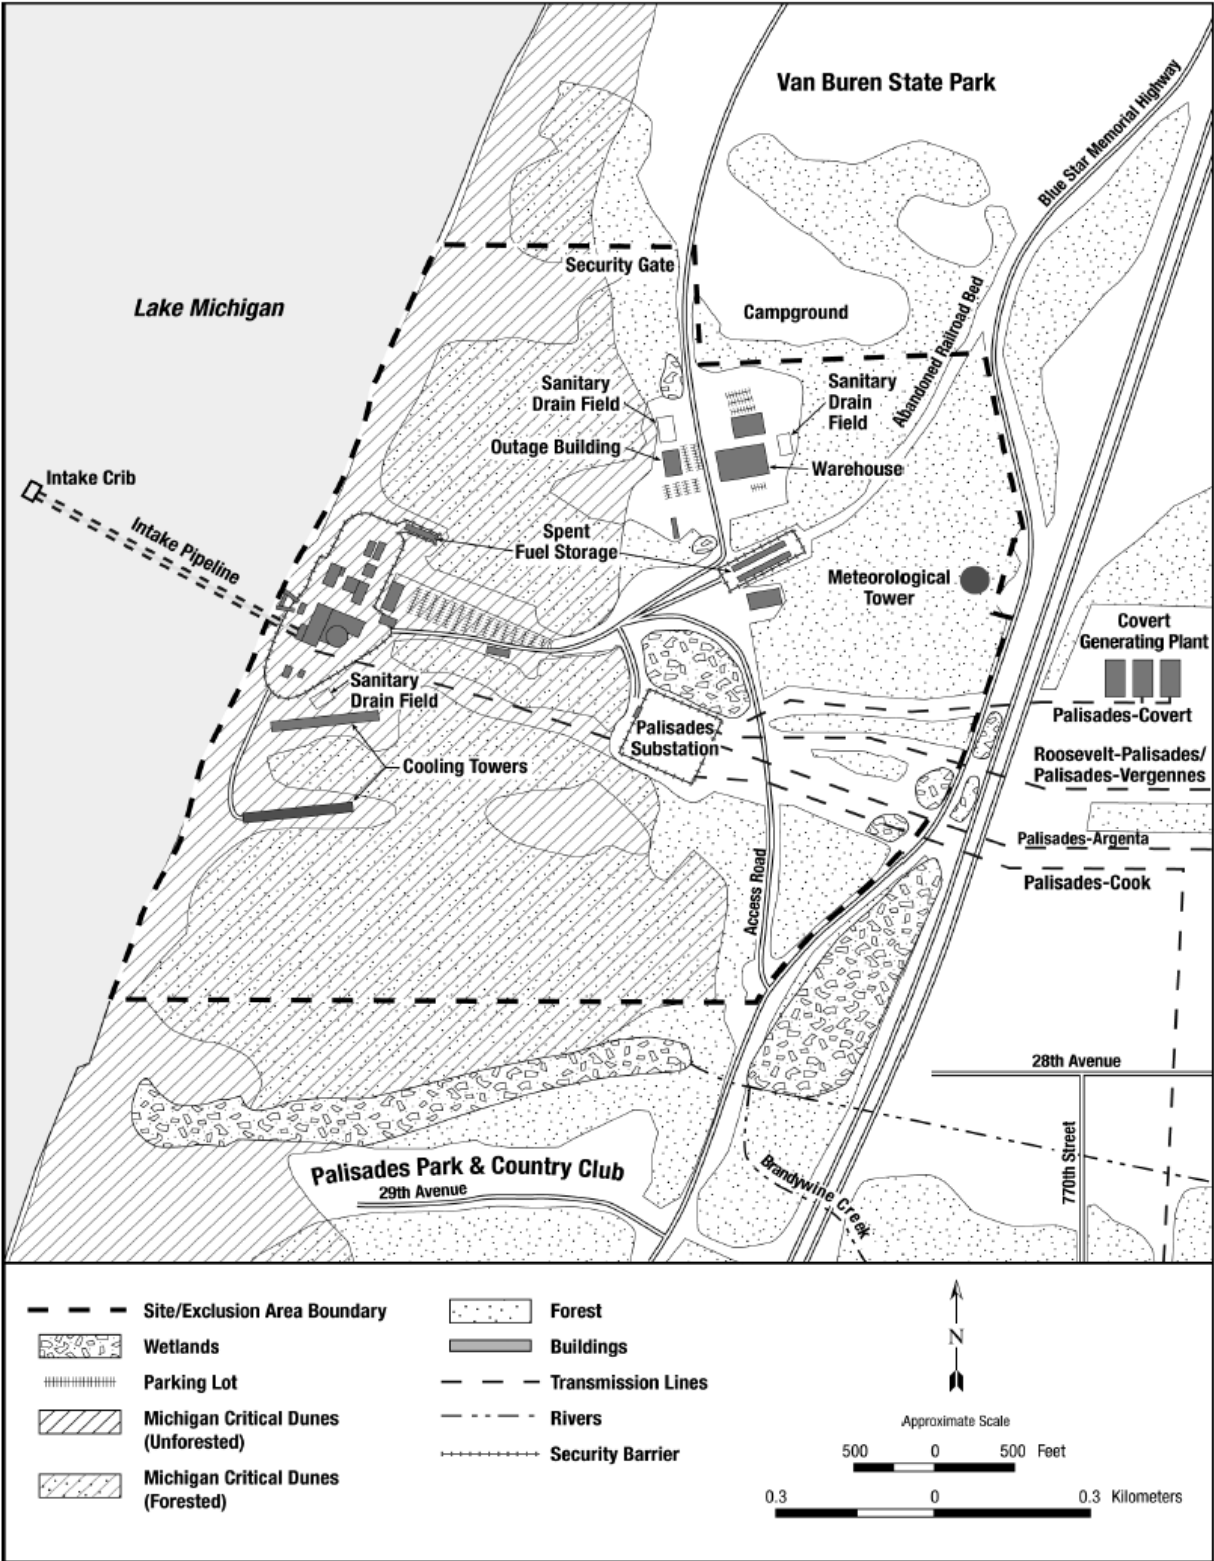 Van Buren State Park
Blue Star Memorial Highway
Security Gate
Lake Michigan
Campground
Abandoned Railroad Bed
Sanitary
Drain Field
Sanitary
Drain
Field
Outage Building
Warehouse
Intake Crib
Intake Pipeline
Spent
Fuel Storage
Meteorological
Tower
Covert
Generating Plant
Sanitary
Drain Field
Palisades
Substation
Palisades-Covert
Cooling Towers
Roosevelt-Palisades/
Palisades-Vergennes
Palisades-Argenta
Palisades-Cook
Access Road
28th Avenue
770th Street
Palisades Park & Country Club
29th Avenue
Brandywine Creek
Site/Exclusion Area Boundary
Wetlands
Parking Lot
Michigan Critical Dunes
(Unforested)
Michigan Critical Dunes
(Forested)
Forest
Buildings
Transmission Lines
Rivers
Security Barrier
N
Approximate Scale
500 0 500 Feet
0.3 0 0.3 Kilometers